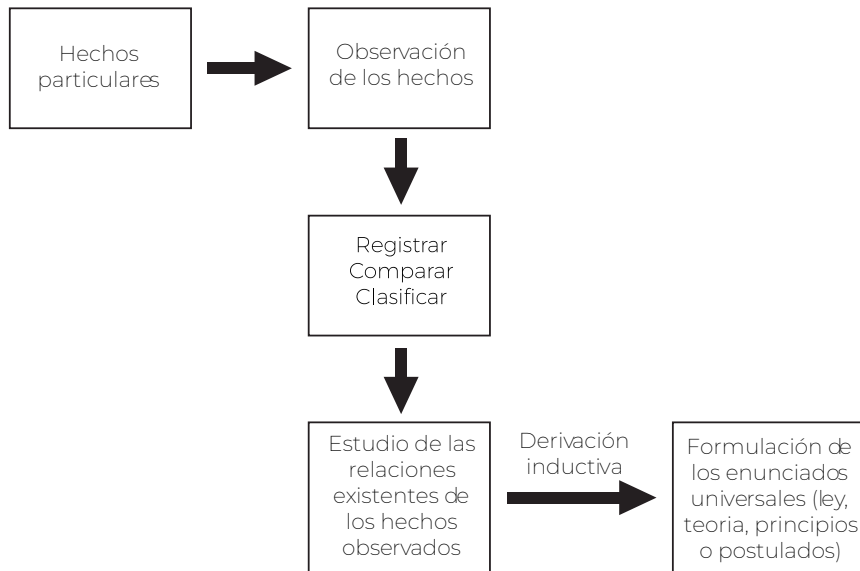 Hechos
particulares
Observación
de los hechos
Registrar
Comparar
Clasificar
Estudio de las
relaciones
existentes de
los hechos
observados
Derivación
inductiva
Formulación de
los enunciados
universales (ley,
teoria, principios
o postulados)